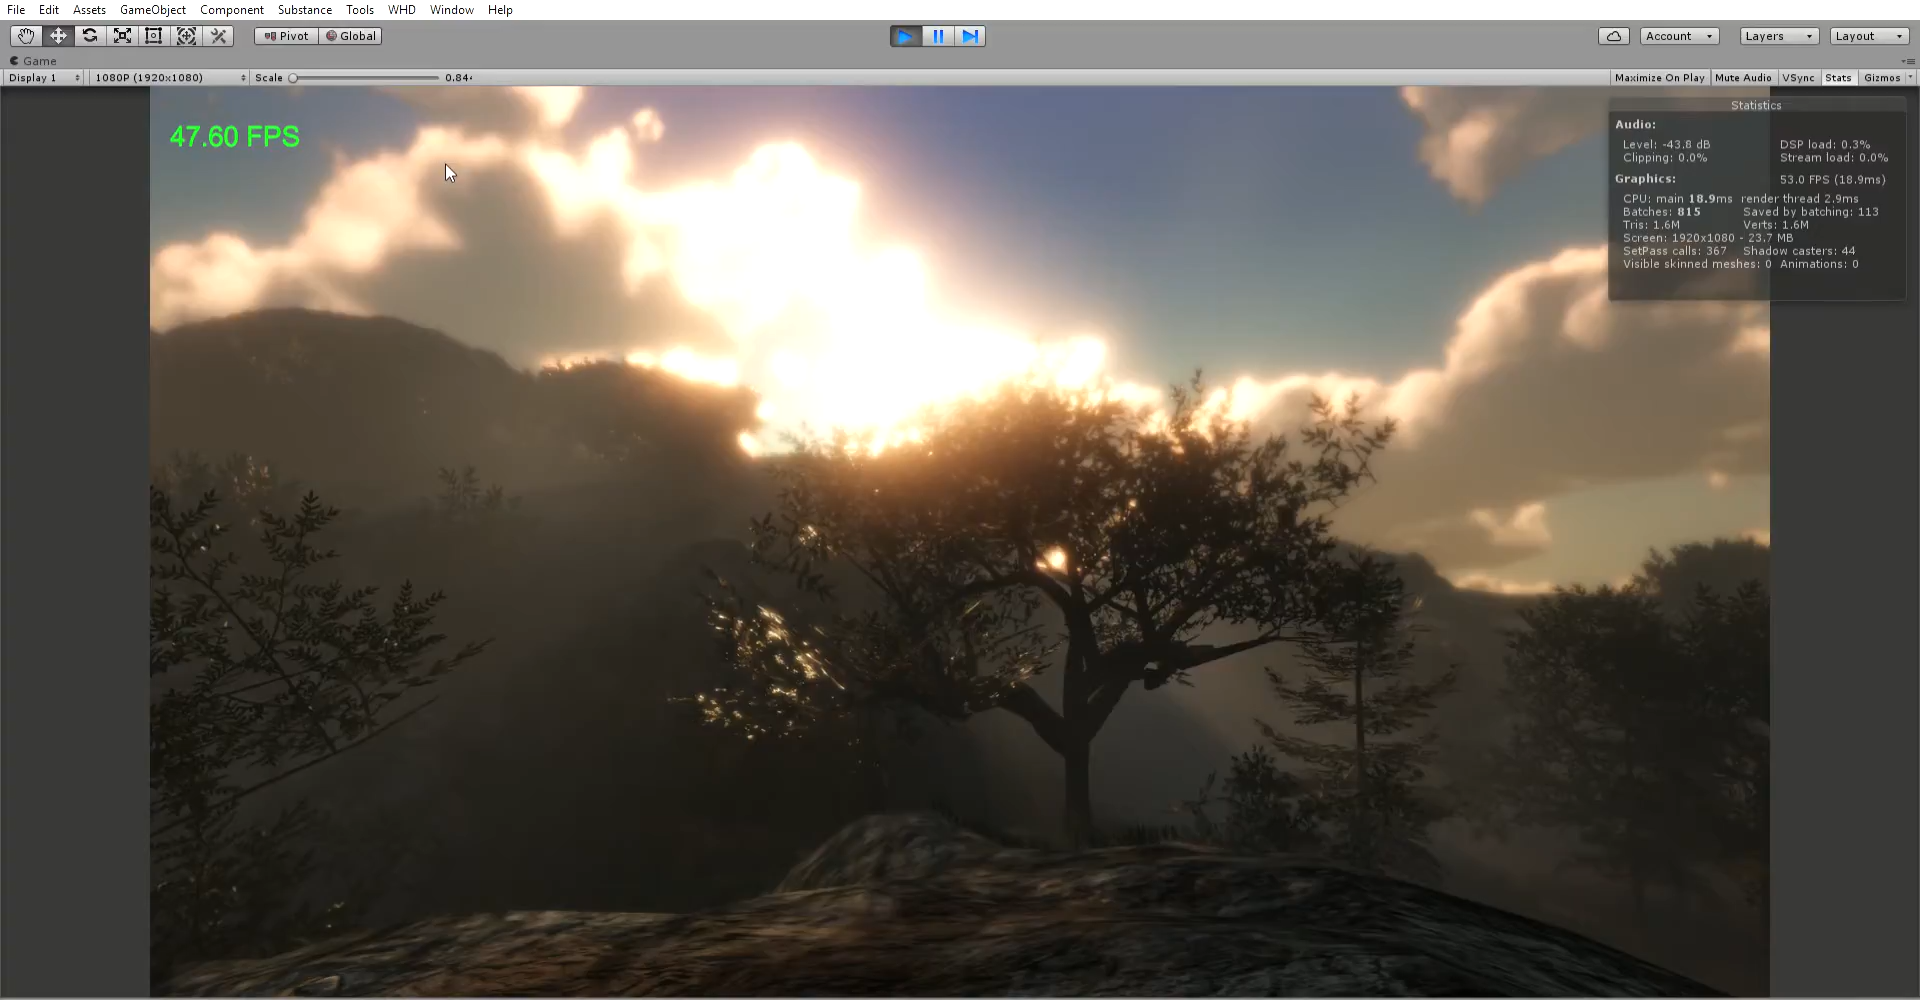 File Edit Assets GameObject Component Substance Tools WHD Window Help
Pivot Global Account Layers Layout
Game
Display 1 1080P (1920x1080) Scale 0.84 Maximize On Play Mute Audio VSync Stats Gizmos
47.60 FPS
Statistics
Audio:
Level: -43.8 dB DSP load: 0.3%
Clipping: 0.0% Stream load: 0.0%
Graphics: 53.0 FPS (18.9ms)
CPU: main 18.9ms render thread 2.9ms
Batches: 815 Saved by batching: 113
Tris: 1.6M Verts: 1.6M
Screen: 1920x1080 - 23.7 MB
SetPass calls: 367 Shadow casters: 44
Visible skinned meshes: 0 Animations: 0